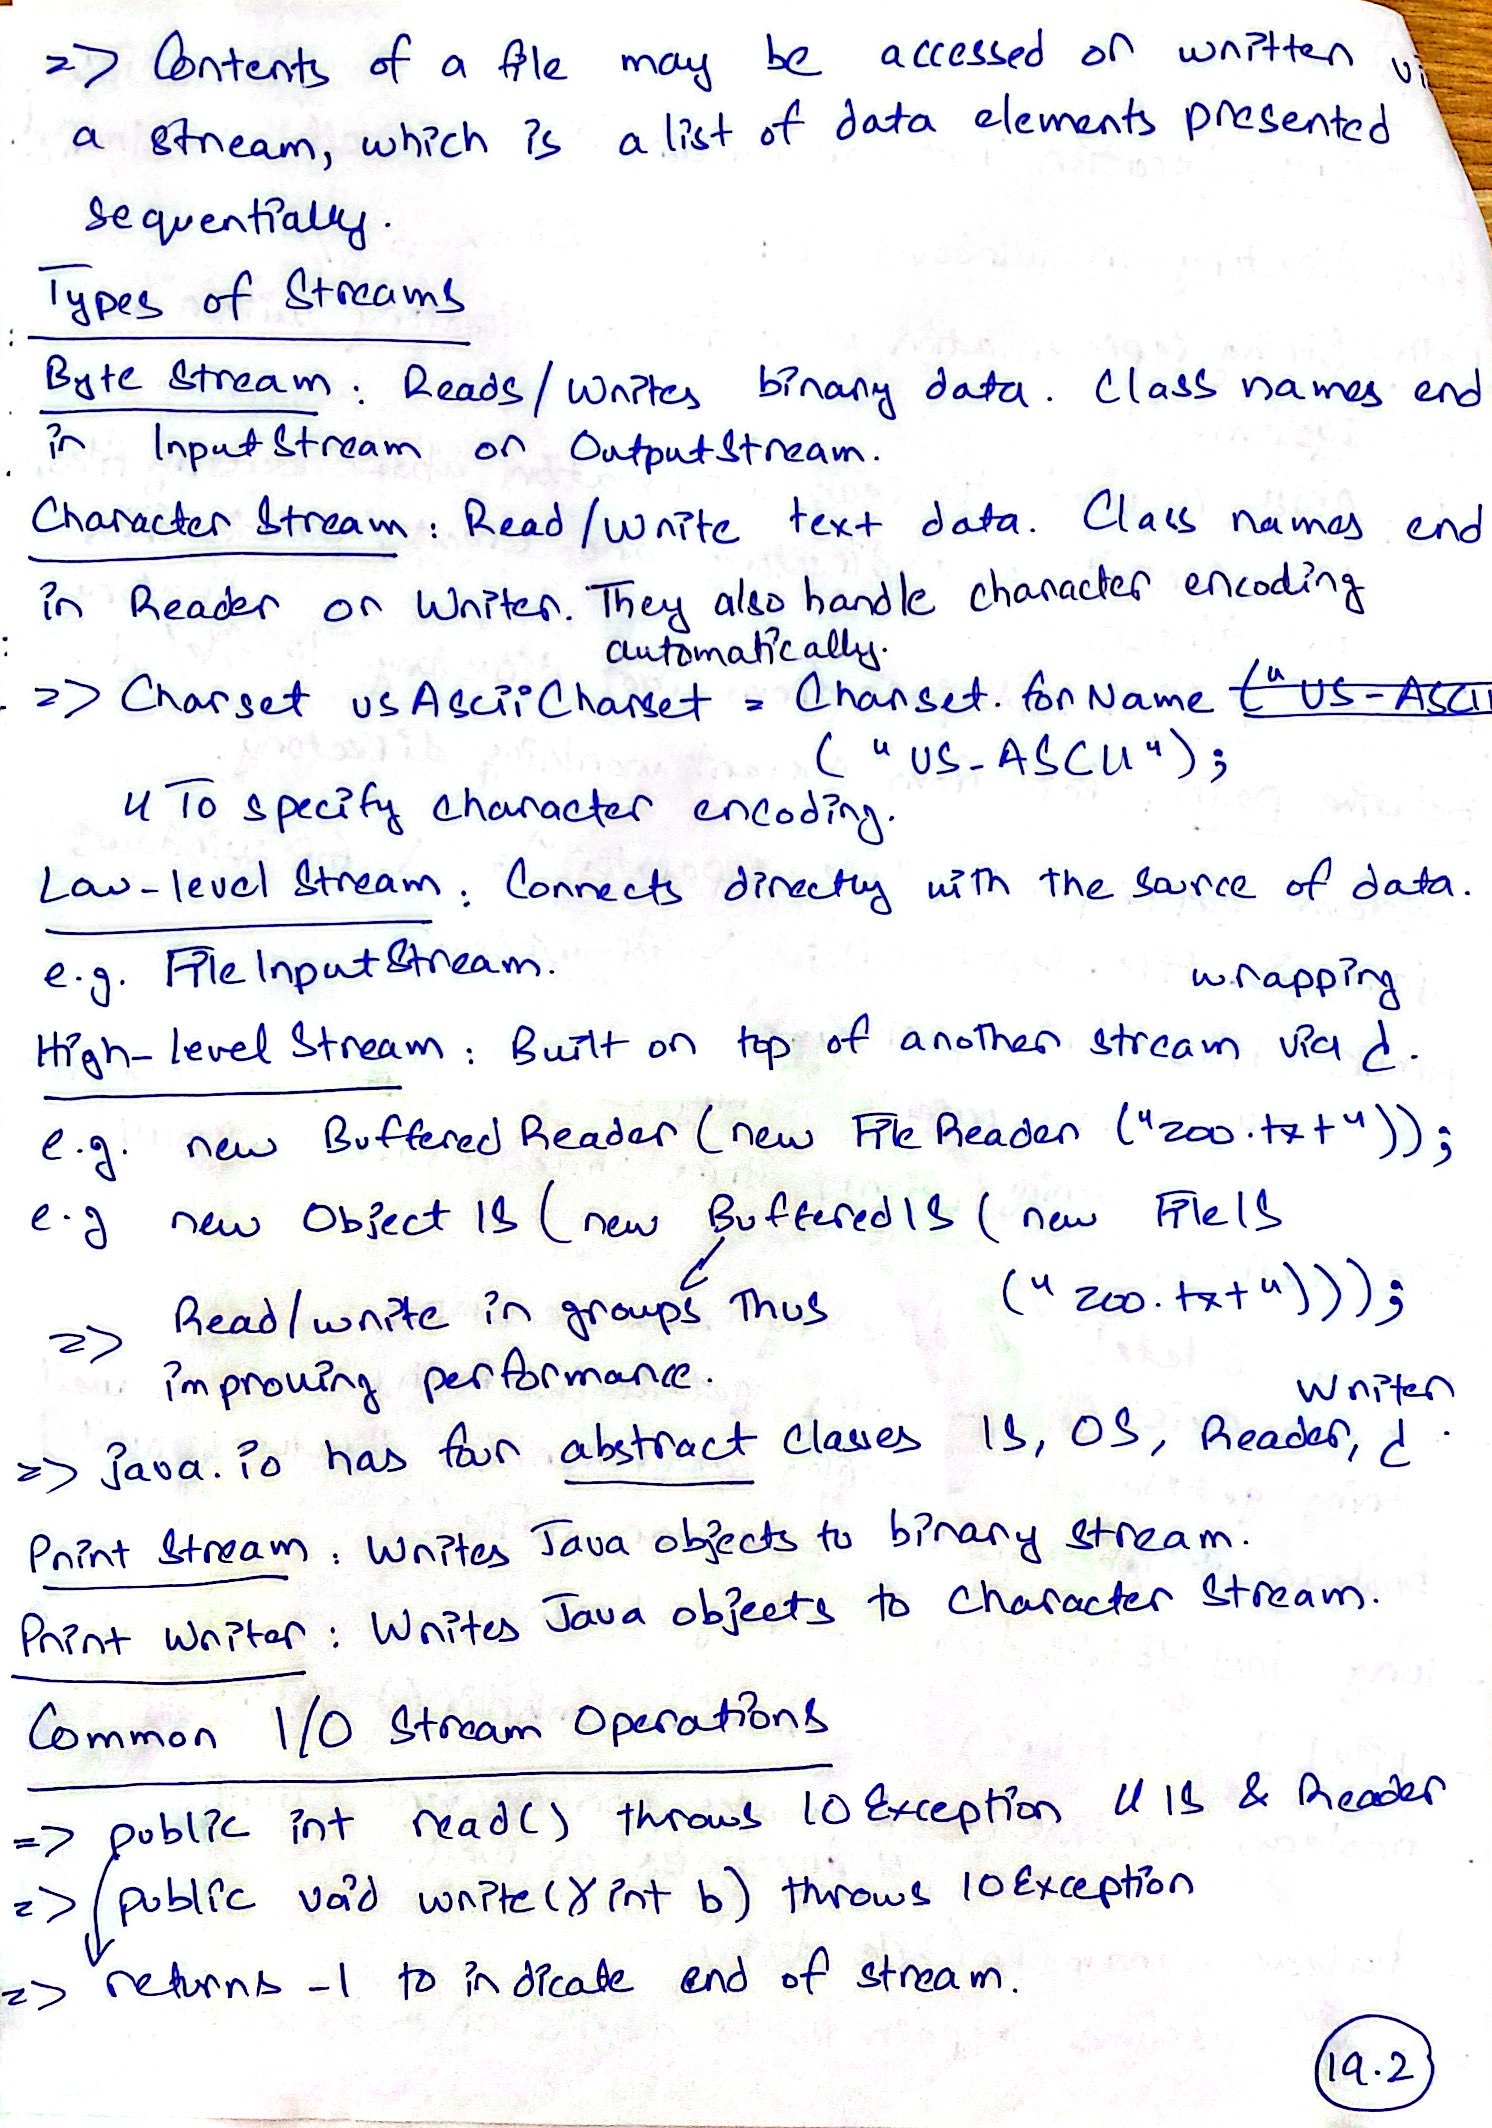 => Contents of a file may be accessed or written
a stream, which is a list of data elements presented
sequentially.
Types of Streams
Byte Stream : Reads/Writes binary data. Class names end
in InputStream or OutputStream.
Character Stream : Read/Write text data. Class names end
in Reader or Writer. They also handle character encoding
automatically.
=> Charset usAsciiCharset = Charset.forName ("US-ASCII
("US-ASCII");
// To specify character encoding.
Low-level Stream : Connects directly with the source of data.
e.g. FileInputStream.
wrapping
High-level Stream : Built on top of another stream via ↓.
e.g. new BufferedReader (new FileReader ("zoo.txt"));
e.g new ObjectIS (new BufferedIS (new FileIS
("zoo.txt")));
=> Read/write in groups thus
improving performance.
Writer
=> java.io has four abstract classes IS, OS, Reader, ↓.
Print Stream : Writes Java objects to binary stream.
Print Writer : Writes Java objects to character stream.
Common I/O Stream Operations
=> public int read() throws IOException // IS & Reader
=> public void write(int b) throws IOException
=> returns -1 to indicate end of stream.
19.2